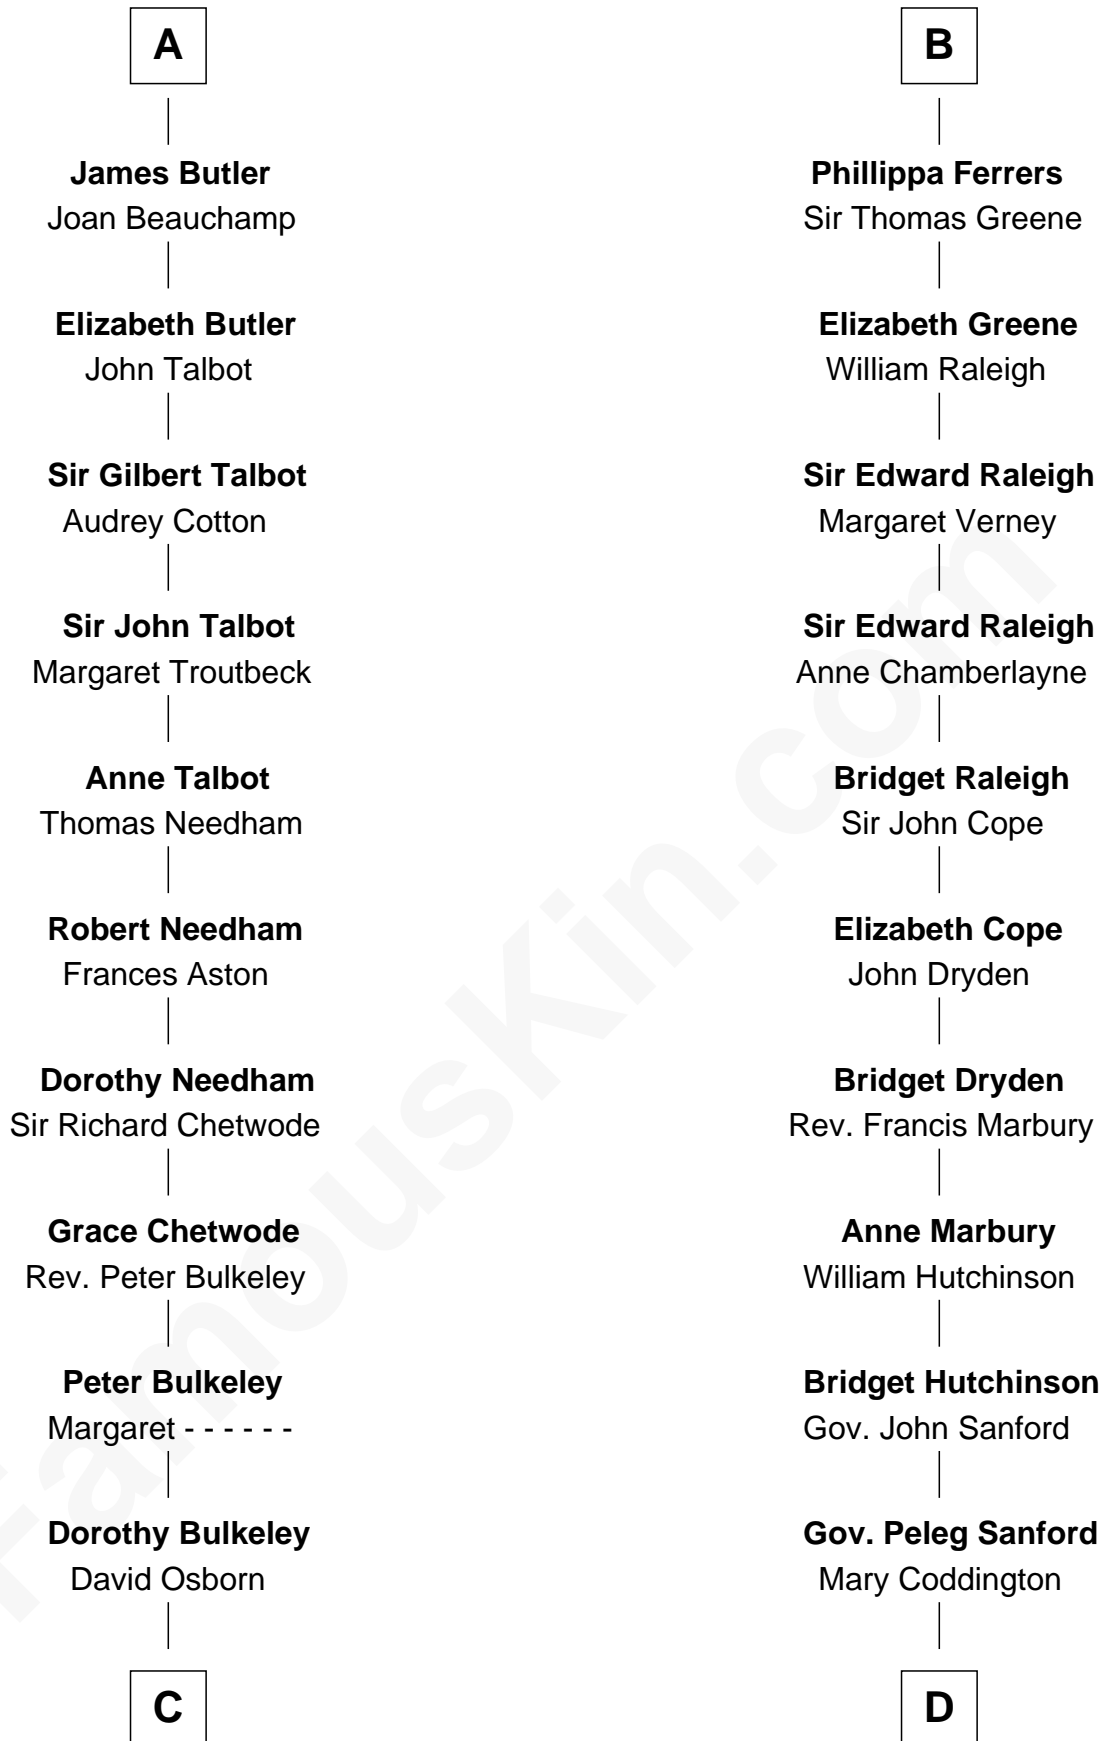 A
James Butler
Joan Beauchamp
Elizabeth Butler
John Talbot
Sir Gilbert Talbot
Audrey Cotton
Sir John Talbot
Margaret Troutbeck
Anne Talbot
Thomas Needham
Robert Needham
Frances Aston
Dorothy Needham
Sir Richard Chetwode
Grace Chetwode
Rev. Peter Bulkeley
Peter Bulkeley
Margaret - - - - - -
Dorothy Bulkeley
David Osborn
C
B
Phillippa Ferrers
Sir Thomas Greene
Elizabeth Greene
William Raleigh
Sir Edward Raleigh
Margaret Verney
Sir Edward Raleigh
Anne Chamberlayne
Bridget Raleigh
Sir John Cope
Elizabeth Cope
John Dryden
Bridget Dryden
Rev. Francis Marbury
Anne Marbury
William Hutchinson
Bridget Hutchinson
Gov. John Sanford
Gov. Peleg Sanford
Mary Coddington
D
FamousKin.com